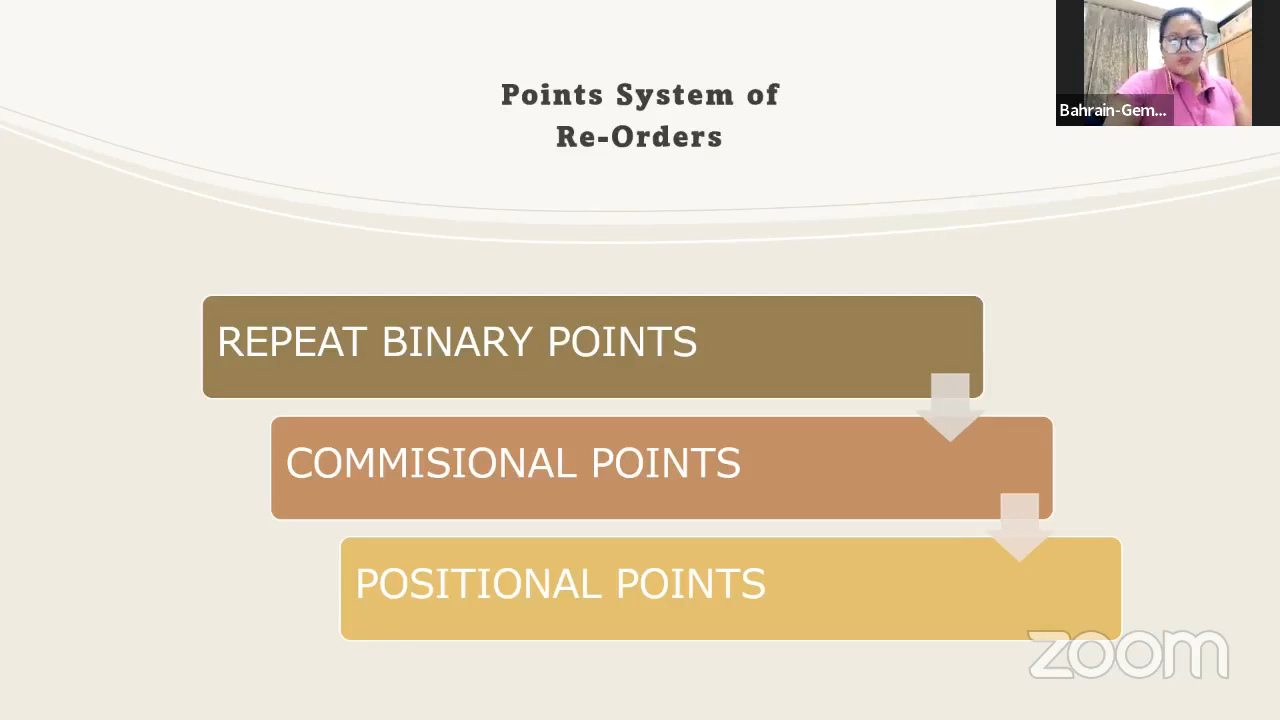 Points System of
Re-Orders
Bahrain-Gem...
REPEAT BINARY POINTS
COMMISIONAL POINTS
POSITIONAL POINTS
zoom